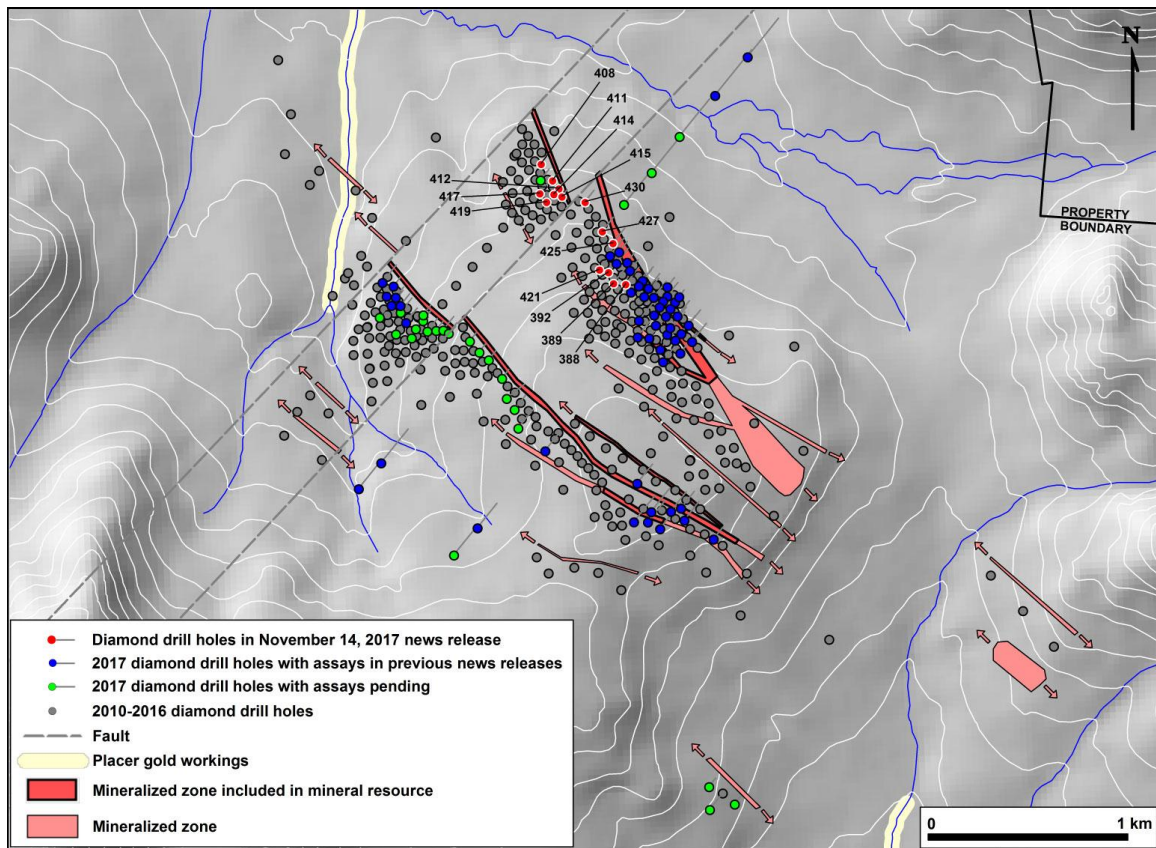 N
408
411
414
415
412
417
430
419
427
425
PROPERTY
BOUNDARY
421
392
389
388
Diamond drill holes in November 14, 2017 news release
2017 diamond drill holes with assays in previous news releases
2017 diamond drill holes with assays pending
2010-2016 diamond drill holes
Fault
Placer gold workings
Mineralized zone included in mineral resource
Mineralized zone
0 1 km